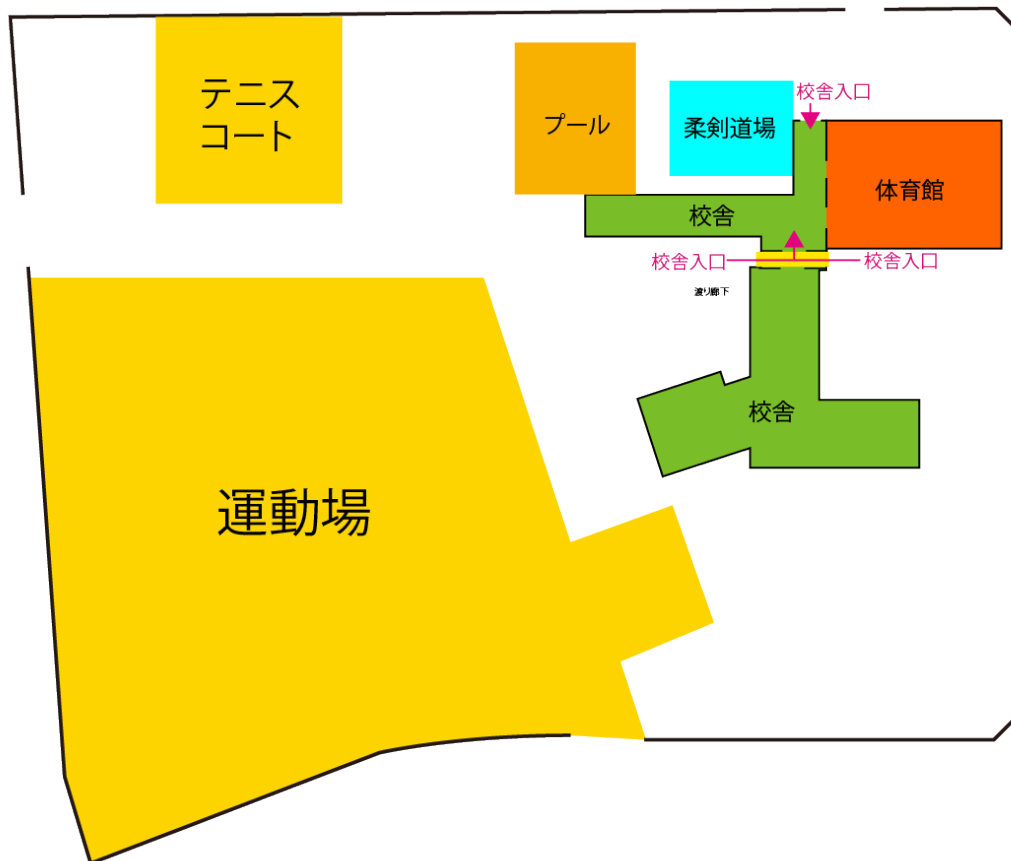 テニス
コート
プール
柔剣道場
校舎入口
体育館
校舎
校舎入口
校舎入口
渡り廊下
校舎
運動場